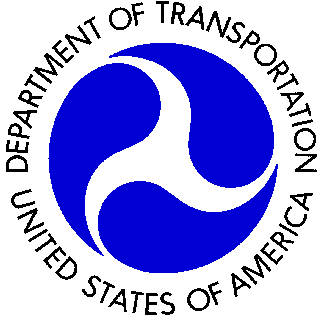 DEPARTMENT OF TRANSPORTATION
UNITED STATES OF AMERICA